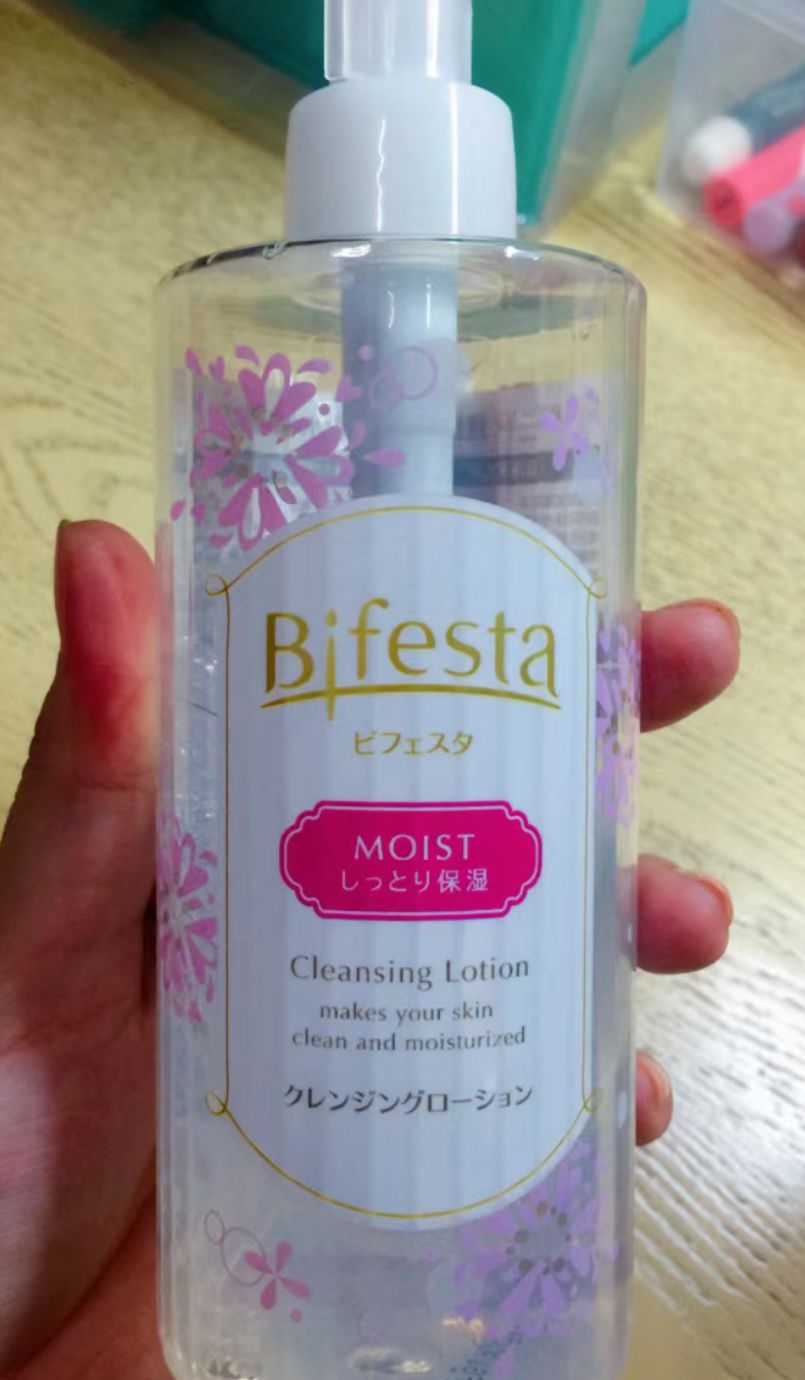 Bifesta
ビフェスタ
MOIST
しっとり保湿
Cleansing Lotion
makes your skin
clean and moisturized
クレンジングローション